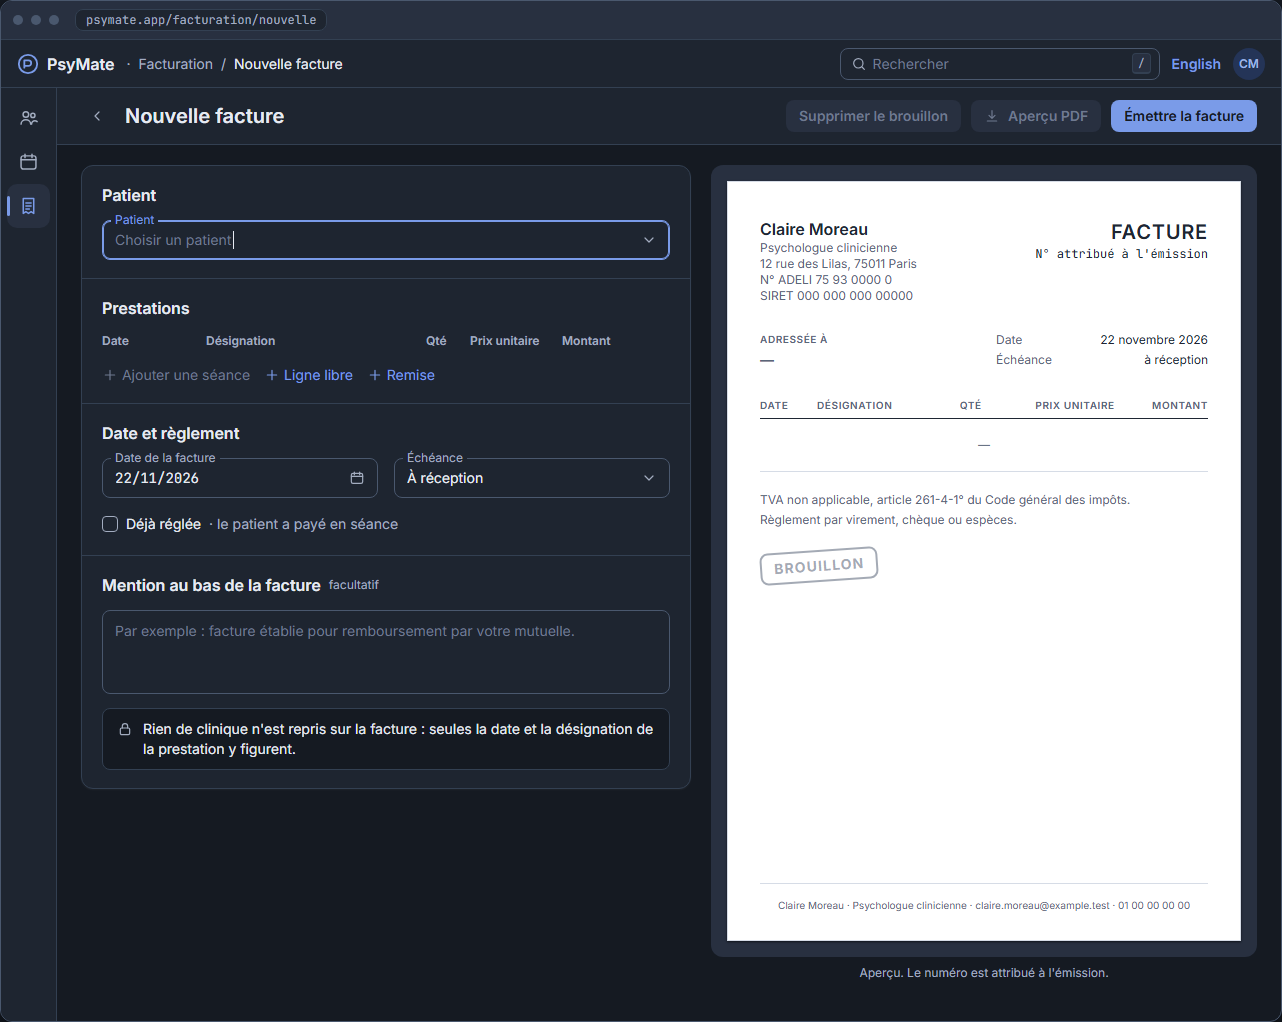 psymate.app/facturation/nouvelle
PsyMate · Facturation / Nouvelle facture
Rechercher /
English
CM
Nouvelle facture
Supprimer le brouillon
Aperçu PDF
Émettre la facture
Patient
Patient
Choisir un patient
Prestations
Date Désignation Qté Prix unitaire Montant
+ Ajouter une séance + Ligne libre + Remise
Date et règlement
Date de la facture
22/11/2026
Échéance
À réception
Déjà réglée · le patient a payé en séance
Mention au bas de la facture facultatif
Par exemple : facture établie pour remboursement par votre mutuelle.
Rien de clinique n'est repris sur la facture : seules la date et la désignation de
la prestation y figurent.
Claire Moreau
Psychologue clinicienne
12 rue des Lilas, 75011 Paris
N° ADELI 75 93 0000 0
SIRET 000 000 000 00000
FACTURE
N° attribué à l'émission
ADRESSÉE À
—
Date 22 novembre 2026
Échéance à réception
DATE DÉSIGNATION QTÉ PRIX UNITAIRE MONTANT
—
TVA non applicable, article 261-4-1° du Code général des impôts.
Règlement par virement, chèque ou espèces.
BROUILLON
Claire Moreau · Psychologue clinicienne · claire.moreau@example.test · 01 00 00 00 00
Aperçu. Le numéro est attribué à l'émission.